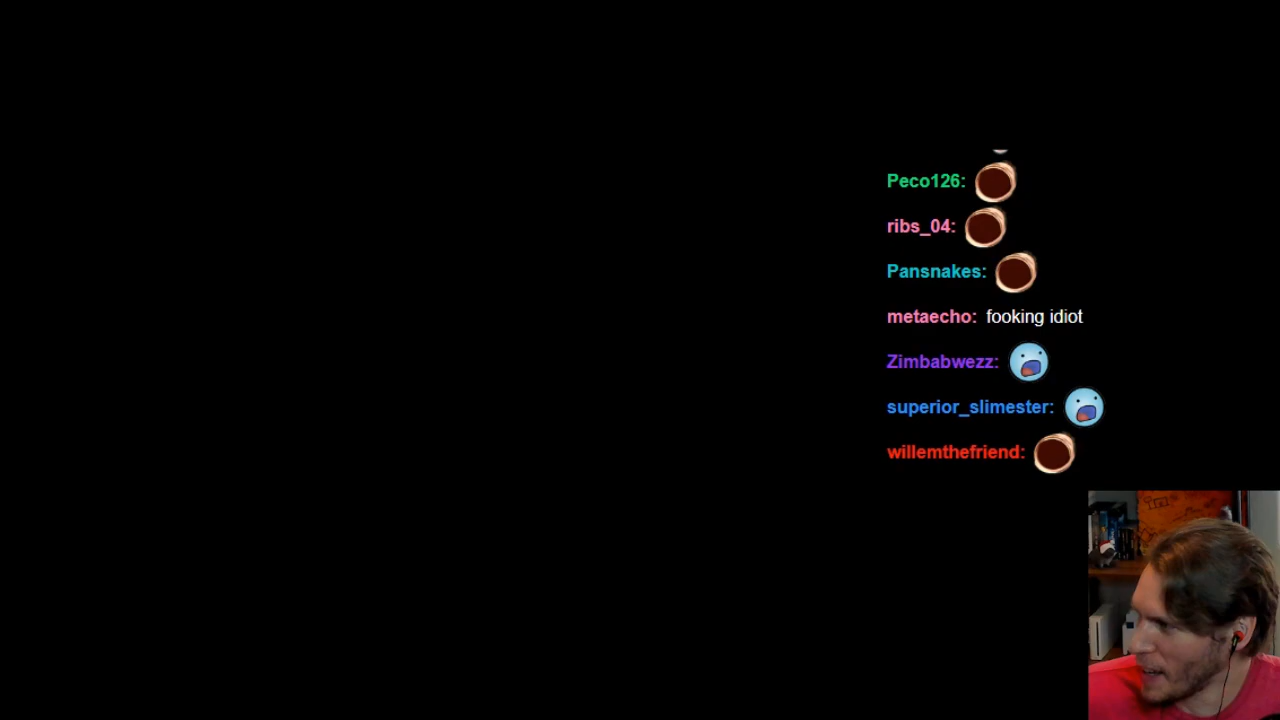 Peco126:
ribs_04:
Pansnakes:
metaecho: fooking idiot
Zimbabwezz:
superior_slimester:
willemthefriend: